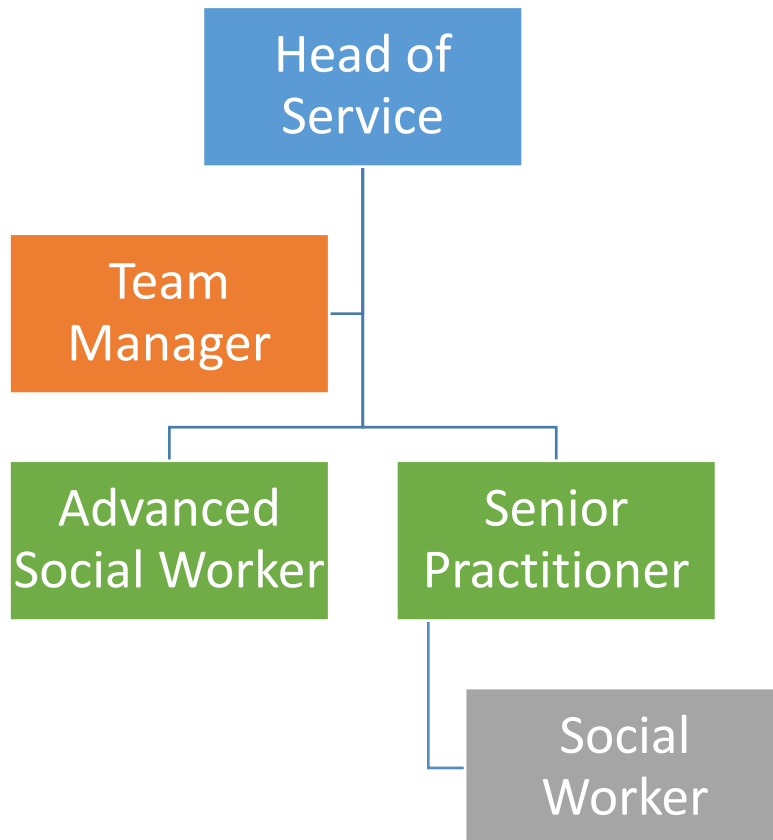 Head of
Service
Team
Manager
Advanced
Social Worker
Senior
Practitioner
Social
Worker